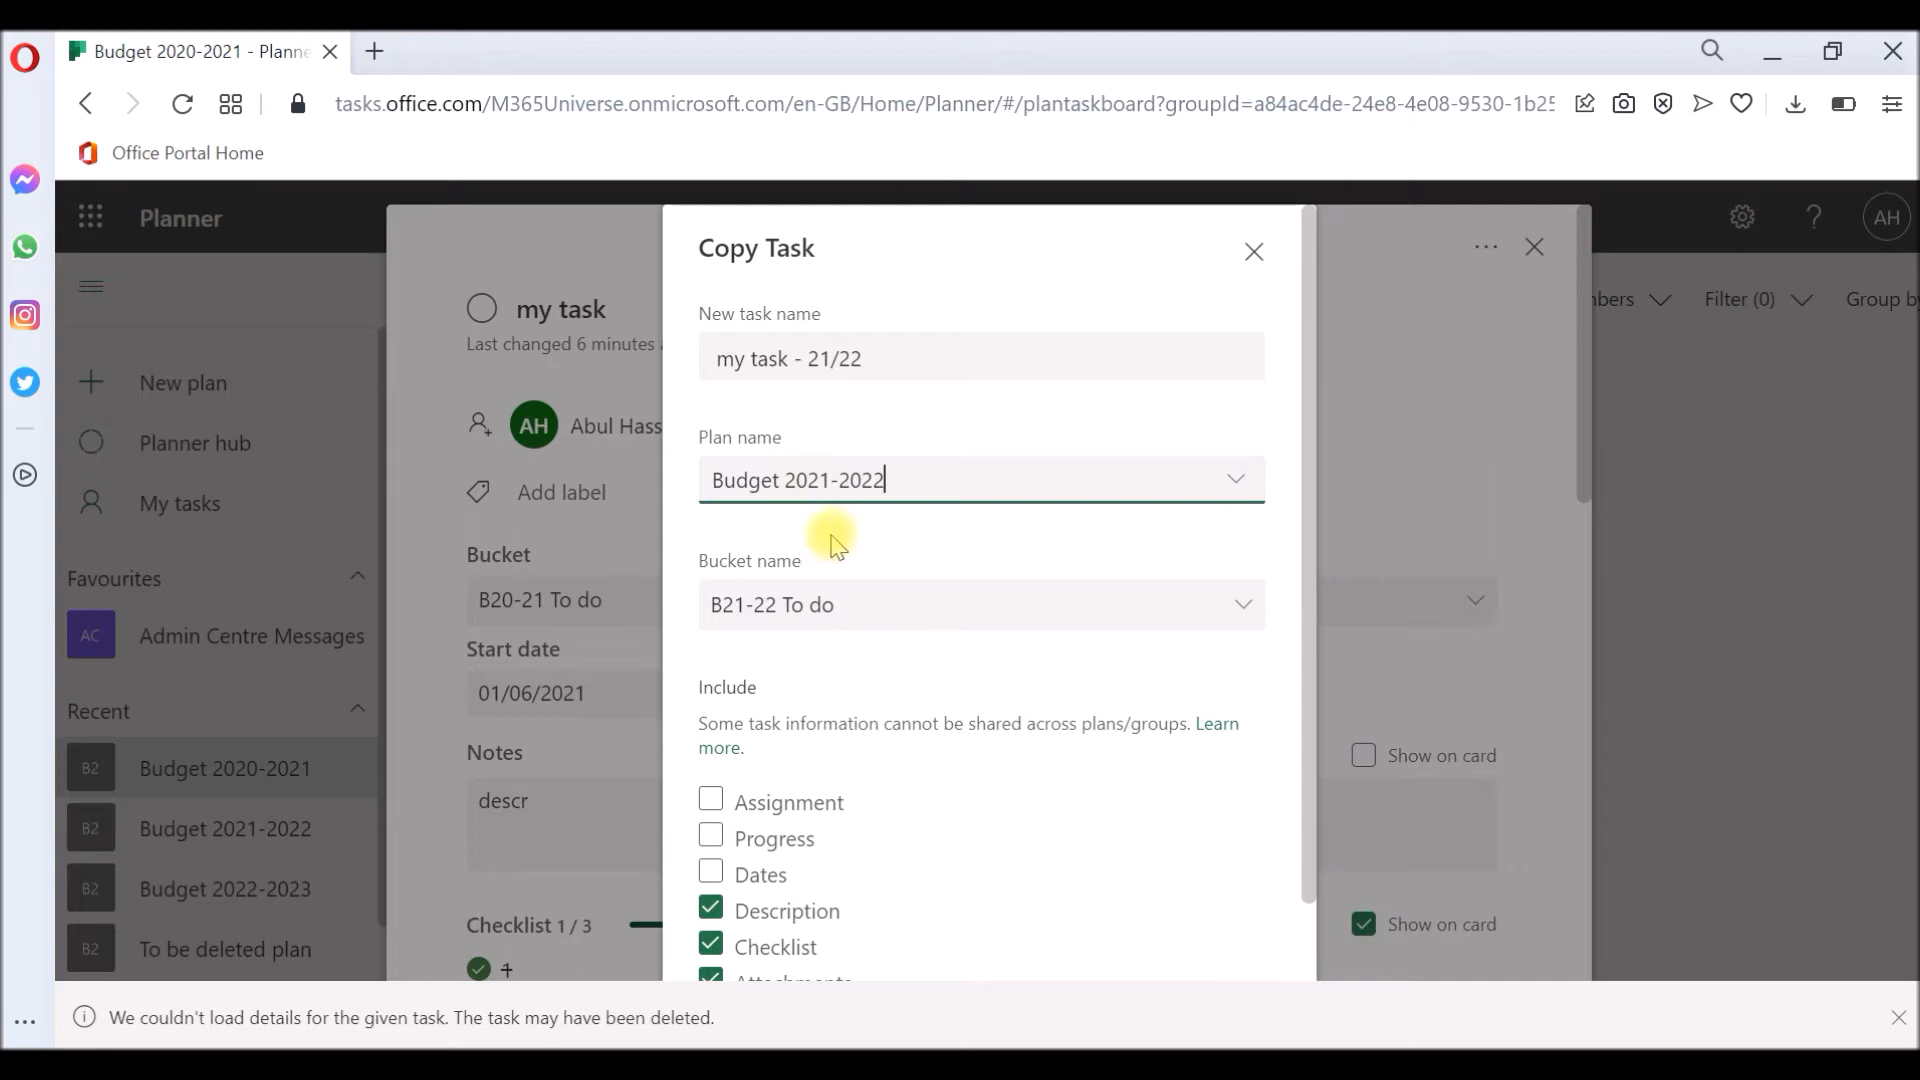 Budget 2020-2021 - Planne
tasks.office.com/M365Universe.onmicrosoft.com/en-GB/Home/Planner/#/plantaskboard?groupId=a84ac4de-24e8-4e08-9530-1b25
Office Portal Home
Planner
?
AH
New plan
Planner hub
My tasks
Favourites
AC Admin Centre Messages
Recent
B2 Budget 2020-2021
B2 Budget 2021-2022
B2 Budget 2022-2023
B2 To be deleted plan
my task
Last changed 6 minutes
AH Abul Hass
Add label
Bucket
B20-21 To do
Start date
01/06/2021
Notes
descr
Checklist 1 / 3
1
Copy Task
New task name
my task - 21/22
Plan name
Budget 2021-2022
Bucket name
B21-22 To do
Include
Some task information cannot be shared across plans/groups. Learn
more.
Assignment
Progress
Dates
Description
Checklist
Attachments
Show on card
Show on card
nbers
Filter (0)
Group by
We couldn't load details for the given task. The task may have been deleted.